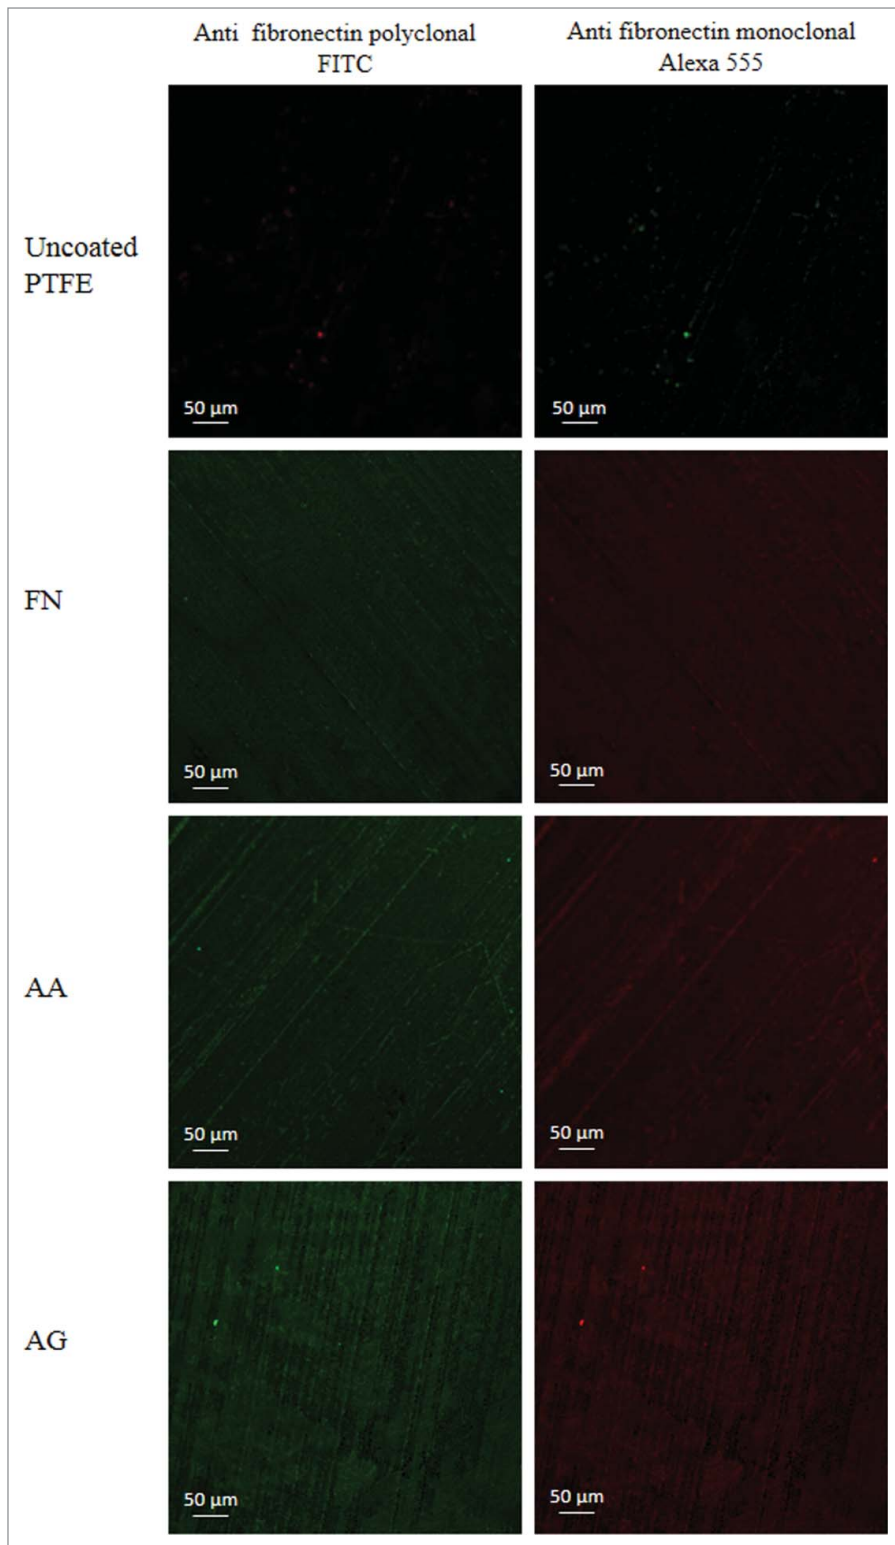 Anti fibronectin polyclonal
FITC
Anti fibronectin monoclonal
Alexa 555
Uncoated
PTFE
50 µm
50 µm
FN
50 µm
50 µm
AA
50 µm
50 µm
AG
50 µm
50 µm